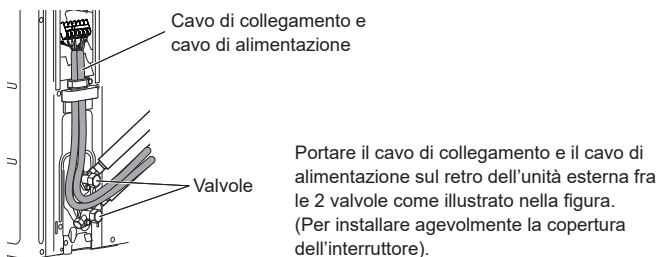 Cavo di collegamento e
cavo di alimentazione
Valvole
Portare il cavo di collegamento e il cavo di
alimentazione sul retro dell’unità esterna fra
le 2 valvole come illustrato nella figura.
(Per installare agevolmente la copertura
dell’interruttore).